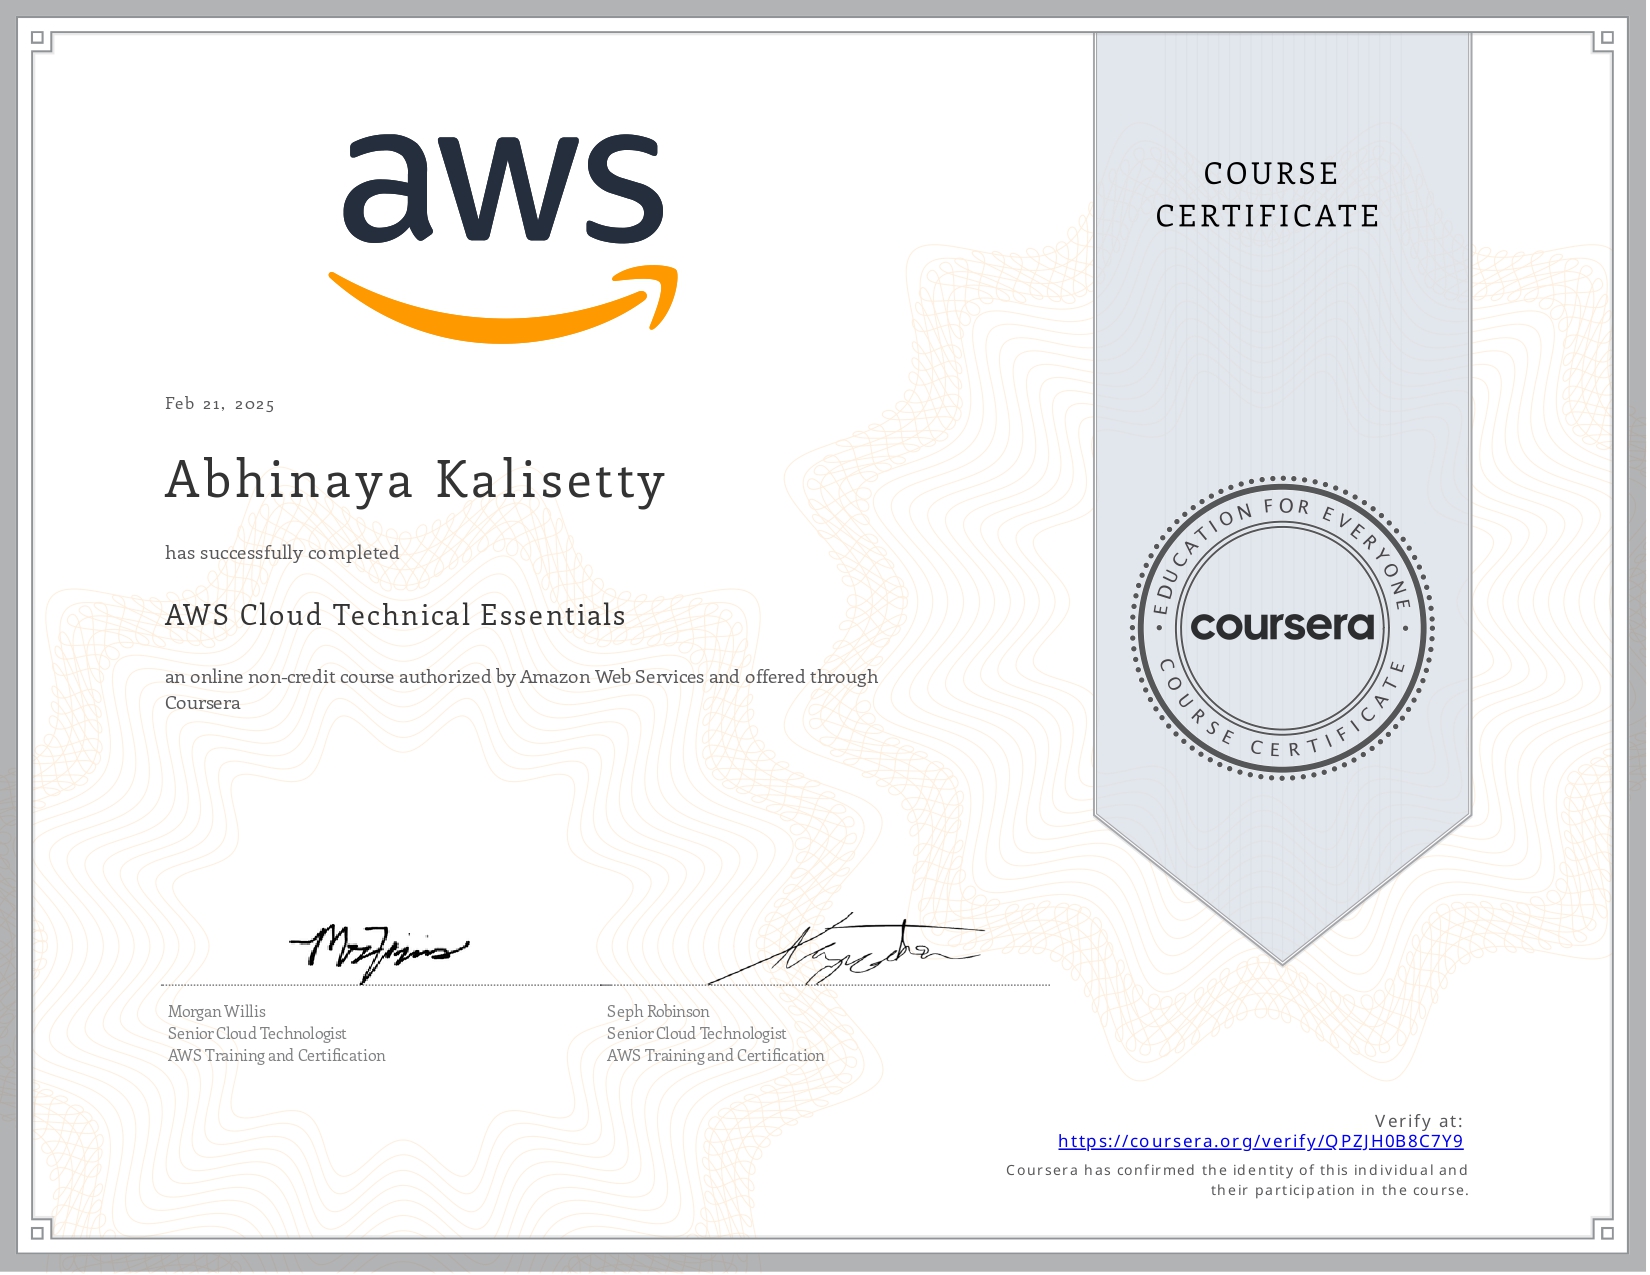 aws
COURSE
CERTIFICATE
Feb 21, 2025
Abhinaya Kalisetty
has successfully completed
AWS Cloud Technical Essentials
an online non-credit course authorized by Amazon Web Services and offered through
Coursera
EDUCATION FOR EVERYONE
coursera
COURSE CERTIFICATE
Morgan Willis
Senior Cloud Technologist
AWS Training and Certification
Seph Robinson
Senior Cloud Technologist
AWS Training and Certification
Verify at:
https://coursera.org/verify/QPZJH0B8C7Y9
Coursera has confirmed the identity of this individual and
their participation in the course.